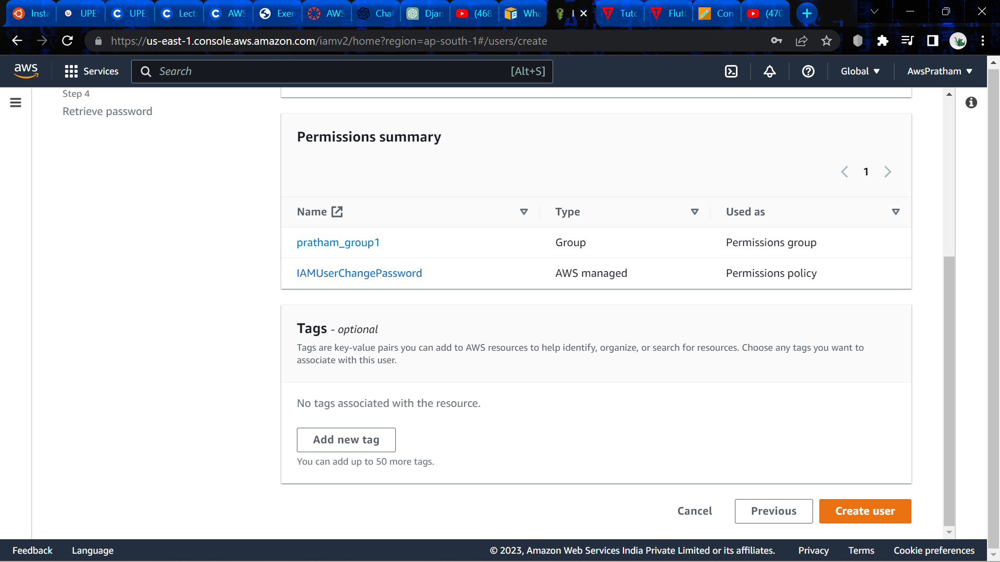 Insta UPES UPES Lect AWS Exer AWS Chat Djan (468 Wha I Tuto Flutt Con (470
https://us-east-1.console.aws.amazon.com/iamv2/home?region=ap-south-1#/users/create
aws Services Search [Alt+S] Global AwsPratham
Step 4
Retrieve password
Permissions summary
1
Name Type Used as
pratham_group1 Group Permissions group
IAMUserChangePassword AWS managed Permissions policy
Tags - optional
Tags are key-value pairs you can add to AWS resources to help identify, organize, or search for resources. Choose any tags you want to
associate with this user.
No tags associated with the resource.
Add new tag
You can add up to 50 more tags.
Cancel Previous Create user
Feedback Language © 2023, Amazon Web Services India Private Limited or its affiliates. Privacy Terms Cookie preferences